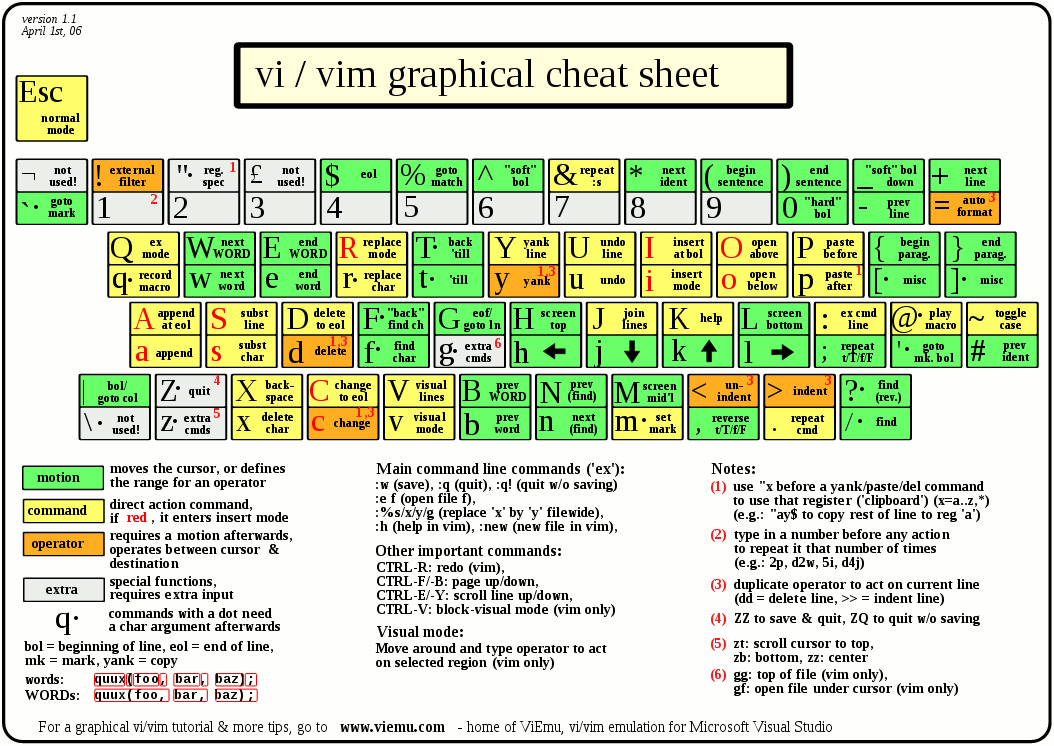 version 1.1
April 1st, 06
vi / vim graphical cheat sheet
Esc normal mode
¬ not used! ! external filter "· reg. spec 1 £ not used! $ eol % goto match ^ "soft" bol & repeat :s * next ident ( begin sentence ) end sentence _ "soft" bol down + next line
`· goto mark 1 2 2 3 4 5 6 7 8 9 0 "hard" bol - prev line = auto format 3
Q ex mode W next WORD E end WORD R replace mode T· back 'till Y yank line U undo line I insert at bol O open above P paste before { begin parag. } end parag.
q· record macro w next word e end word r· replace char t· 'till y yank 1,3 u undo i insert mode o open below p paste after 1 [· misc ]· misc
A append at eol S subst line D delete to eol F· "back" find ch G eof/ goto ln H screen top J join lines K help L screen bottom : ex cmd line @· play macro ~ toggle case
a append s subst char d delete 1,3 f· find char g· extra cmds 6 h ← j ↓ k ↑ l → ; repeat t/T/f/F '· goto mk. bol # prev ident
| bol/ goto col Z· quit 4 X back- space C change to eol V visual lines B prev WORD N prev (find) M screen mid'l < un- indent 3 > indent 3 ?· find (rev.)
\· not used! z· extra cmds 5 x delete char c change 1,3 v visual mode b prev word n next (find) m· set mark , reverse t/T/f/F . repeat cmd /· find
motion moves the cursor, or defines
the range for an operator
command direct action command,
if red , it enters insert mode
operator requires a motion afterwards,
operates between cursor &
destination
extra special functions,
requires extra input
q· commands with a dot need
a char argument afterwards
bol = beginning of line, eol = end of line,
mk = mark, yank = copy
words: quux(foo, bar, baz);
WORDs: quux(foo, bar, baz);
Main command line commands ('ex'):
:w (save), :q (quit), :q! (quit w/o saving)
:e f (open file f),
:%s/x/y/g (replace 'x' by 'y' filewide),
:h (help in vim), :new (new file in vim),
Other important commands:
CTRL-R: redo (vim),
CTRL-F/-B: page up/down,
CTRL-E/-Y: scroll line up/down,
CTRL-V: block-visual mode (vim only)
Visual mode:
Move around and type operator to act
on selected region (vim only)
Notes:
(1) use "x before a yank/paste/del command
to use that register ('clipboard') (x=a..z,*)
(e.g.: "ay$ to copy rest of line to reg 'a')
(2) type in a number before any action
to repeat it that number of times
(e.g.: 2p, d2w, 5i, d4j)
(3) duplicate operator to act on current line
(dd = delete line, >> = indent line)
(4) ZZ to save & quit, ZQ to quit w/o saving
(5) zt: scroll cursor to top,
zb: bottom, zz: center
(6) gg: top of file (vim only),
gf: open file under cursor (vim only)
For a graphical vi/vim tutorial & more tips, go to www.viemu.com - home of ViEmu, vi/vim emulation for Microsoft Visual Studio